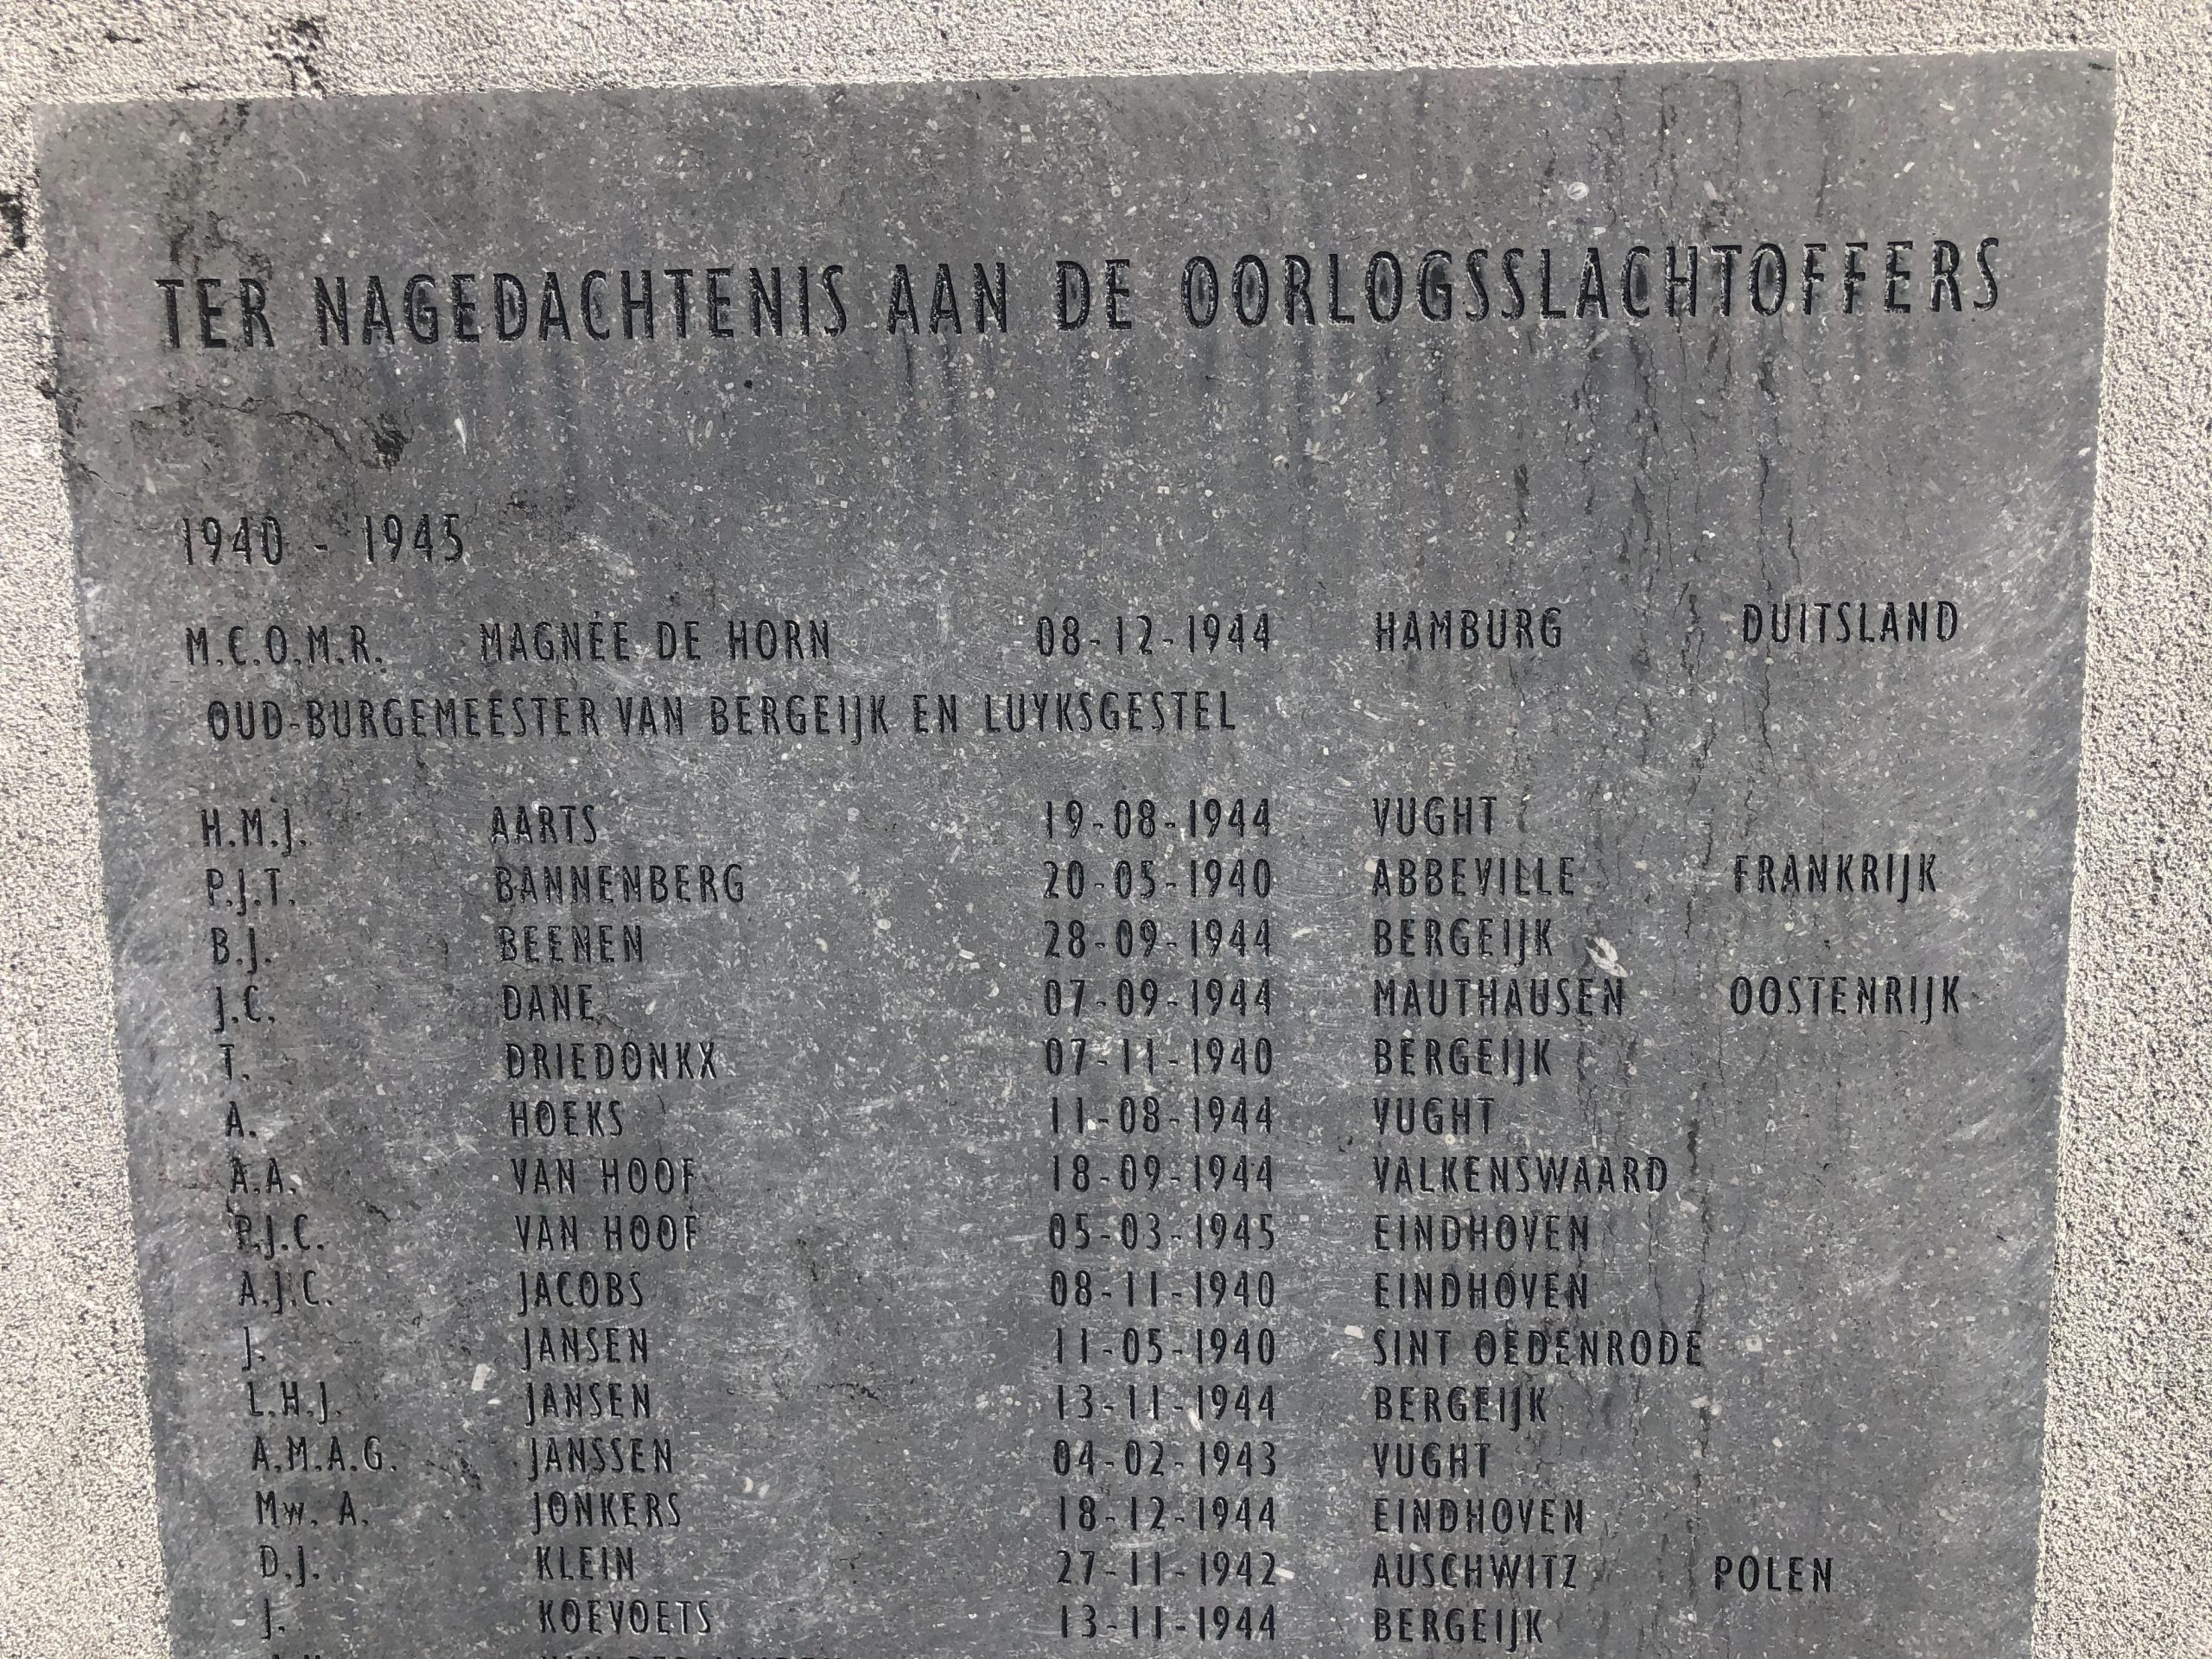 TER NAGEDACHTENIS AAN DE OORLOGSSLACHTOFFERS
1940 - 1945
M.C.O.M.R. MAGNÉE DE HORN 08-12-1944 HAMBURG DUITSLAND
OUD-BURGEMEESTER VAN BERGEIJK EN LUYKSGESTEL
H.M.J. AARTS 19-08-1944 VUGHT
P.J.T. BANNENBERG 20-05-1940 ABBEVILLE FRANKRIJK
B.J. BEENEN 28-09-1944 BERGEIJK
J.C. DANE 07-09-1944 MAUTHAUSEN OOSTENRIJK
T. DRIEDONKX 07-11-1940 BERGEIJK
A. HOEKS 11-08-1944 VUGHT
A.A. VAN HOOF 18-09-1944 VALKENSWAARD
P.J.C. VAN HOOF 05-03-1945 EINDHOVEN
A.J.C. JACOBS 08-11-1940 EINDHOVEN
J. JANSEN 11-05-1940 SINT OEDENRODE
L.H.J. JANSEN 13-11-1944 BERGEIJK
A.M.A.G. JANSSEN 04-02-1943 VUGHT
Mw. A. JONKERS 18-12-1944 EINDHOVEN
D.J. KLEIN 27-11-1942 AUSCHWITZ POLEN
J. KOEVOETS 13-11-1944 BERGEIJK